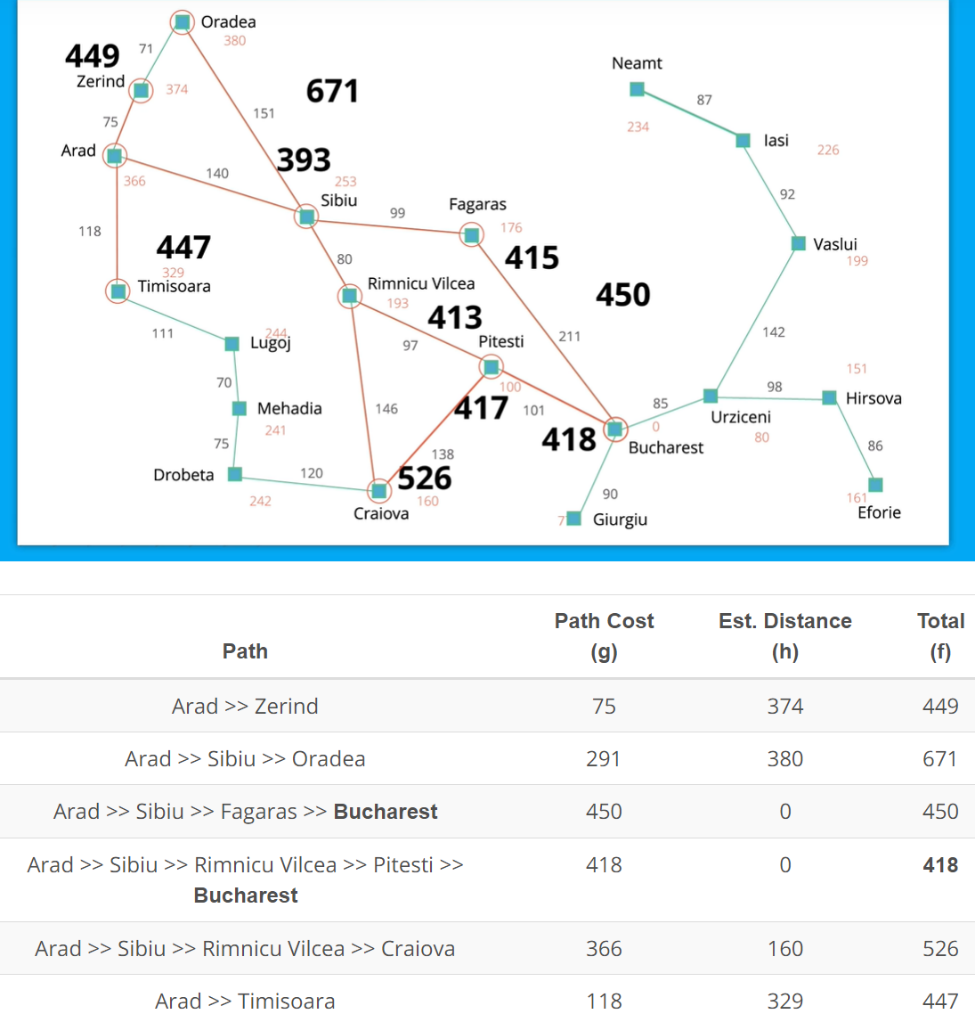 Oradea
380
71
449
Zerind
374
671
Neamt
87
234
151
75
Arad
366
140
393
253
Sibiu
Iasi
226
92
Fagaras
176
99
118
447
329
Timisoara
80
415
Vaslui
199
Rimnicu Vilcea
193
413
450
111
244
Lugoj
97
Pitesti
100
211
142
151
70
Mehadia
241
146
417
101
418
85
0
Bucharest
98
Urziceni
80
Hirsova
75
138
86
Drobeta
120
526
160
242
Craiova
90
7
Giurgiu
161
Eforie
Path
Path Cost
(g)
Est. Distance
(h)
Total
(f)
Arad >> Zerind 75 374 449
Arad >> Sibiu >> Oradea 291 380 671
Arad >> Sibiu >> Fagaras >> Bucharest 450 0 450
Arad >> Sibiu >> Rimnicu Vilcea >> Pitesti >> 418 0 418
Bucharest
Arad >> Sibiu >> Rimnicu Vilcea >> Craiova 366 160 526
Arad >> Timisoara 118 329 447